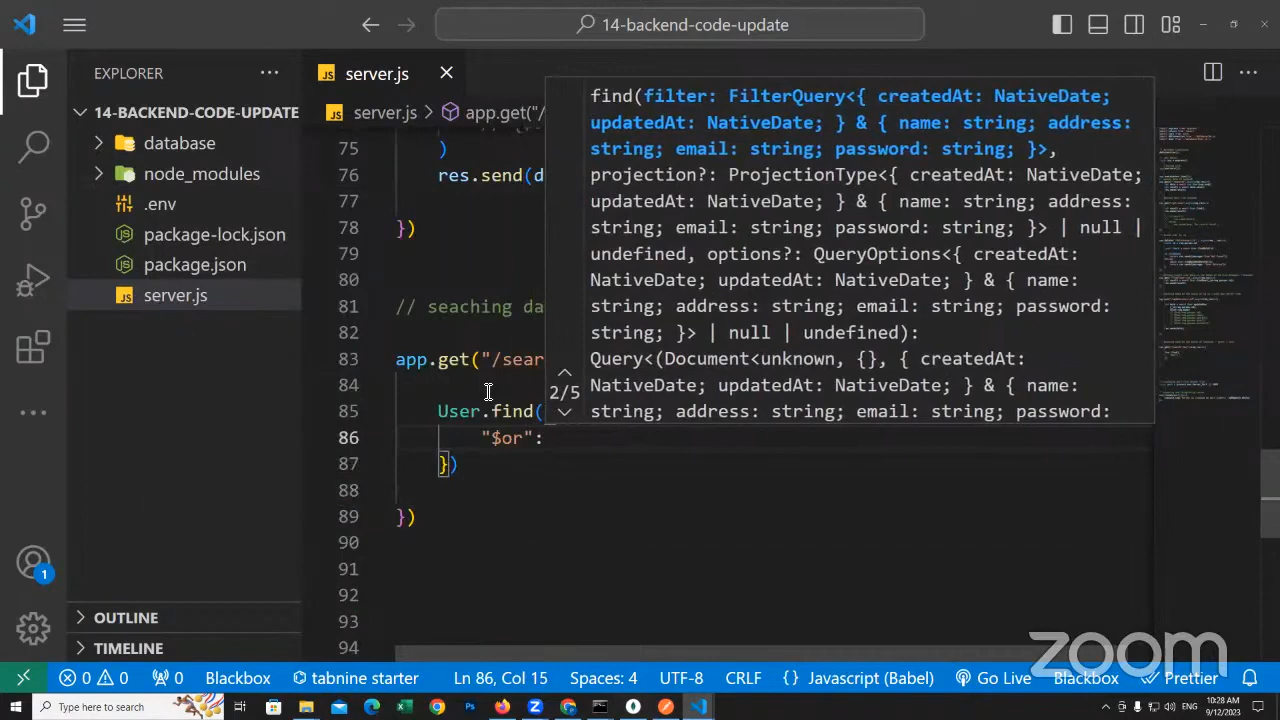 14-backend-code-update
EXPLORER
14-BACKEND-CODE-UPDATE
database
node_modules
.env
package-lock.json
package.json
server.js
OUTLINE
TIMELINE
server.js
server.js > app.get("/
75 )
76 res.send(d
77
78 })
79
80
81 // searching da
82
83 app.get("/sear
84
85 User.find(
86 "$or":
87 })
88
89 })
90
91
92
93
94
find(filter: FilterQuery<{ createdAt: NativeDate;
updatedAt: NativeDate; } & { name: string; address:
string; email: string; password: string; }>,
projection?: ProjectionType<{ createdAt: NativeDate;
updatedAt: NativeDate; } & { name: string; address:
string; email: string; password: string; }> | null |
undefined, options?: QueryOptions<{ createdAt:
NativeDate; updatedAt: NativeDate; } & { name:
string; address: string; email: string; password:
string; }> | null | undefined):
Query<(Document<unknown, {}, { createdAt:
NativeDate; updatedAt: NativeDate; } & { name:
string; address: string; email: string; password:
2/5
zoom
1
0 0 0 Blackbox tabnine starter Ln 86, Col 15 Spaces: 4 UTF-8 CRLF {} Javascript (Babel) Go Live Blackbox Prettier
Type here to search
ENG
10:28 AM
9/12/2023